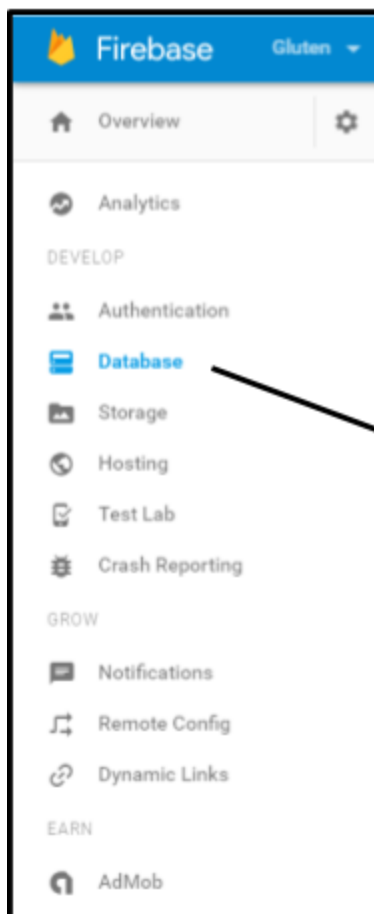 Firebase Gluten
Overview
Analytics
DEVELOP
Authentication
Database
Storage
Hosting
Test Lab
Crash Reporting
GROW
Notifications
Remote Config
Dynamic Links
EARN
AdMob